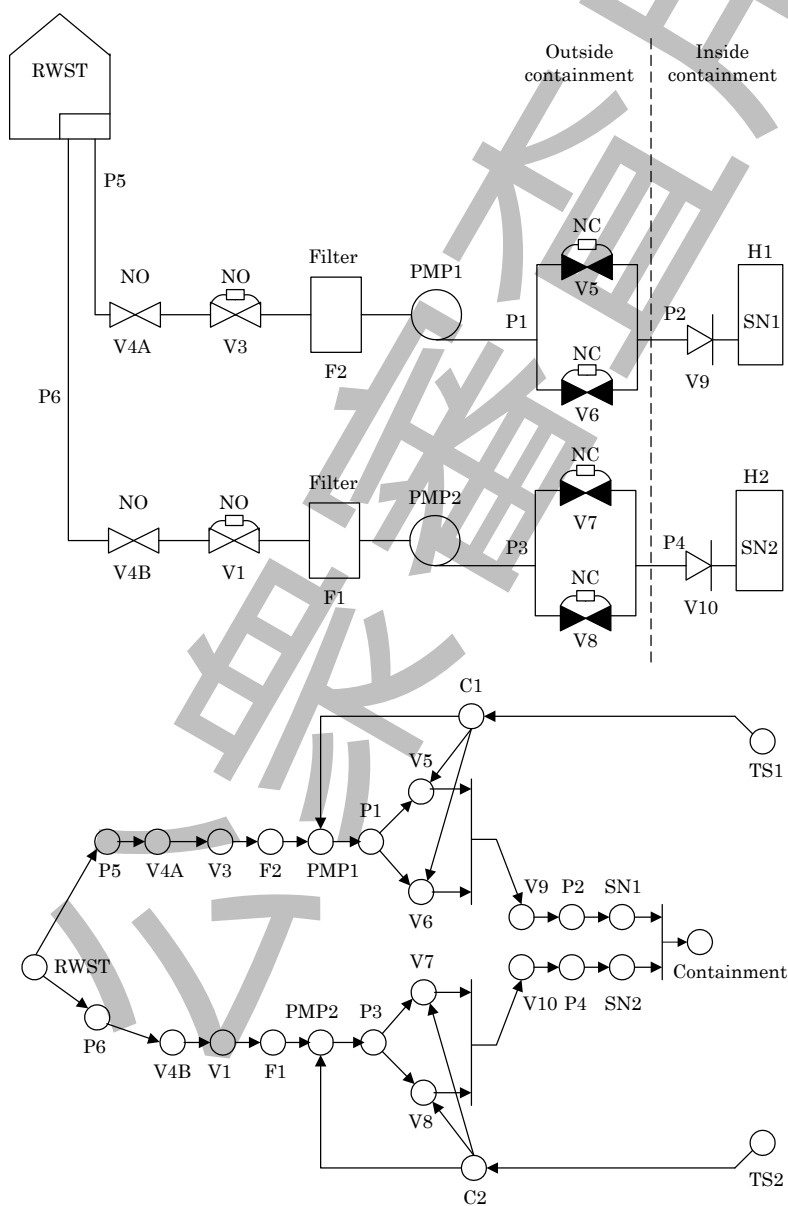 Outside
containment
Inside
containment
RWST
P5
NO
NO
Filter
PMP1
NC
V5
H1
P1
P2
SN1
V4A
V3
F2
NC
V6
V9
P6
NO
NO
Filter
PMP2
NC
V7
H2
P3
P4
SN2
V4B
V1
F1
NC
V8
V10
C1
TS1
V5
P1
P5
V4A
V3
F2
PMP1
V6
V9
P2
SN1
RWST
Containment
V7
P6
PMP2
P3
V10
P4
SN2
V4B
V1
F1
V8
C2
TS2